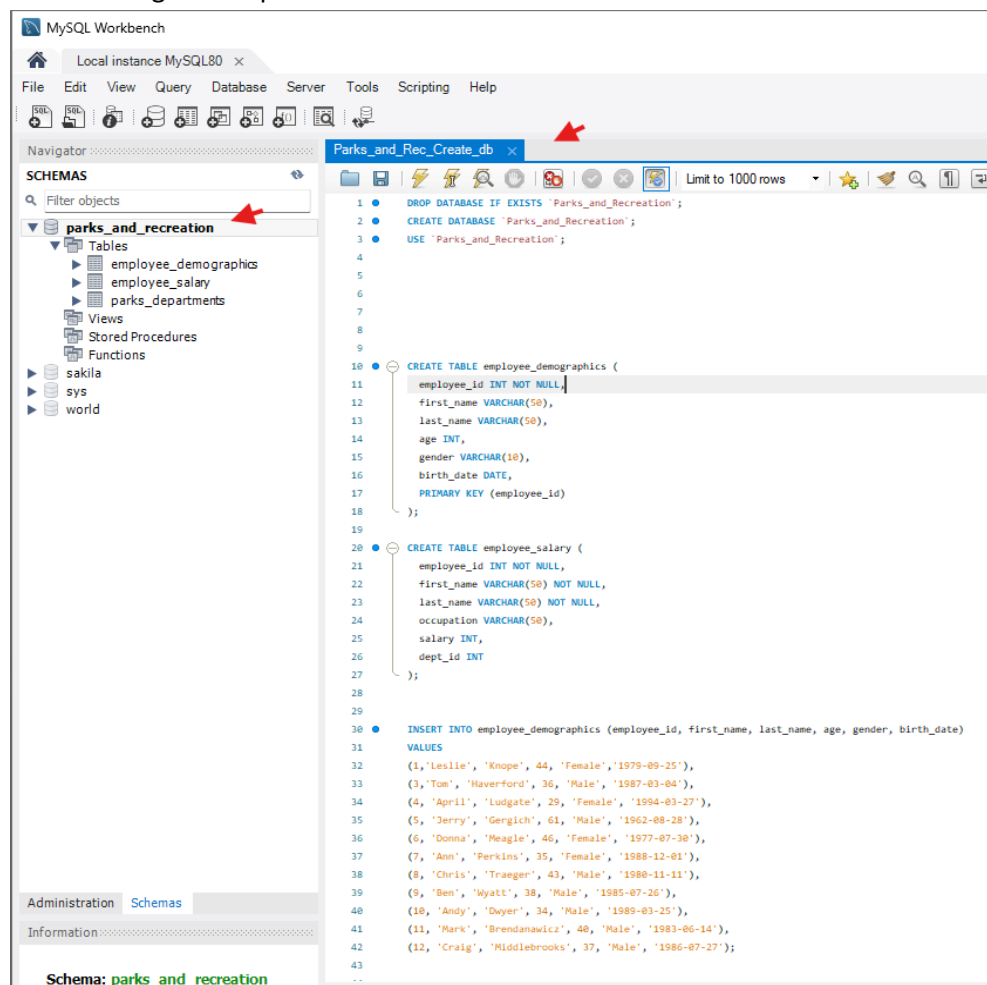 MySQL Workbench
Local instance MySQL80 ×
File Edit View Query Database Server Tools Scripting Help
Navigator
SCHEMAS
Filter objects
parks_and_recreation
Tables
employee_demographics
employee_salary
parks_departments
Views
Stored Procedures
Functions
sakila
sys
world
Administration Schemas
Information
Schema: parks_and_recreation
Parks_and_Rec_Create_db ×
Limit to 1000 rows
1 DROP DATABASE IF EXISTS `Parks_and_Recreation`;
2 CREATE DATABASE `Parks_and_Recreation`;
3 USE `Parks_and_Recreation`;
4
5
6
7
8
9
10 CREATE TABLE employee_demographics (
11 employee_id INT NOT NULL,
12 first_name VARCHAR(50),
13 last_name VARCHAR(50),
14 age INT,
15 gender VARCHAR(10),
16 birth_date DATE,
17 PRIMARY KEY (employee_id)
18 );
19
20 CREATE TABLE employee_salary (
21 employee_id INT NOT NULL,
22 first_name VARCHAR(50) NOT NULL,
23 last_name VARCHAR(50) NOT NULL,
24 occupation VARCHAR(50),
25 salary INT,
26 dept_id INT
27 );
28
29
30 INSERT INTO employee_demographics (employee_id, first_name, last_name, age, gender, birth_date)
31 VALUES
32 (1,'Leslie', 'Knope', 44, 'Female','1979-09-25'),
33 (3,'Tom', 'Haverford', 36, 'Male', '1987-03-04'),
34 (4, 'April', 'Ludgate', 29, 'Female', '1994-03-27'),
35 (5, 'Jerry', 'Gergich', 61, 'Male', '1962-08-28'),
36 (6, 'Donna', 'Meagle', 46, 'Female', '1977-07-30'),
37 (7, 'Ann', 'Perkins', 35, 'Female', '1988-12-01'),
38 (8, 'Chris', 'Traeger', 43, 'Male', '1980-11-11'),
39 (9, 'Ben', 'Wyatt', 38, 'Male', '1985-07-26'),
40 (10, 'Andy', 'Dwyer', 34, 'Male', '1989-03-25'),
41 (11, 'Mark', 'Brendanawicz', 40, 'Male', '1983-06-14'),
42 (12, 'Craig', 'Middlebrooks', 37, 'Male', '1986-07-27');
43